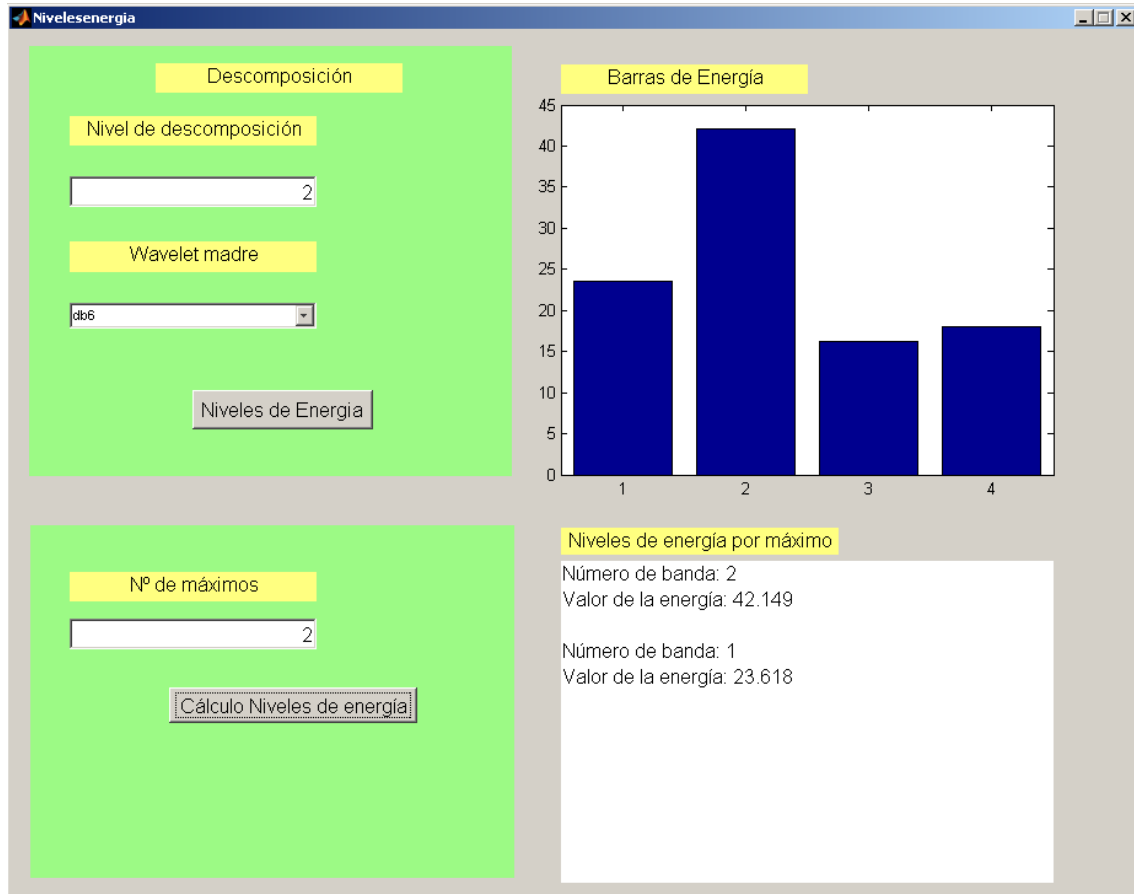 Nivelesenergia
Descomposición
Nivel de descomposición
2
Wavelet madre
db6
Niveles de Energia
Barras de Energía
45
40
35
30
25
20
15
10
5
0
1 2 3 4
Nº de máximos
2
Cálculo Niveles de energía
Niveles de energía por máximo
Número de banda: 2
Valor de la energía: 42.149
Número de banda: 1
Valor de la energía: 23.618